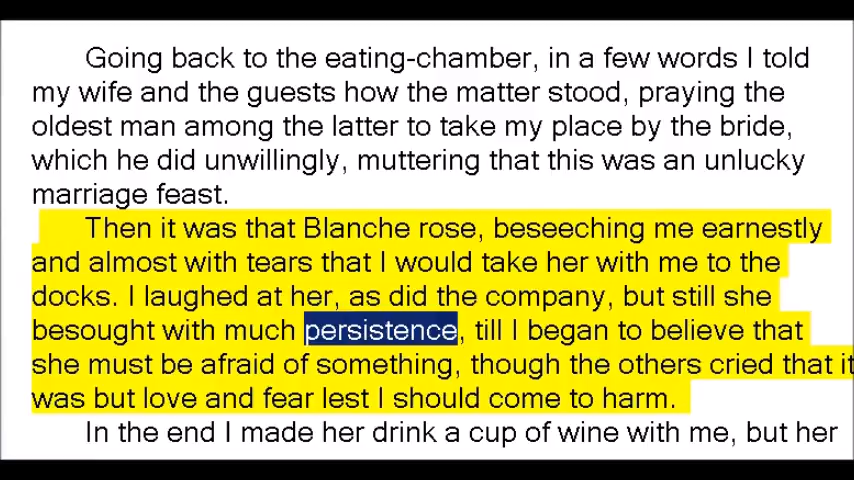 Going back to the eating-chamber, in a few words I told
my wife and the guests how the matter stood, praying the
oldest man among the latter to take my place by the bride,
which he did unwillingly, muttering that this was an unlucky
marriage feast.
Then it was that Blanche rose, beseeching me earnestly
and almost with tears that I would take her with me to the
docks. I laughed at her, as did the company, but still she
besought with much persistence, till I began to believe that
she must be afraid of something, though the others cried that it
was but love and fear lest I should come to harm.
In the end I made her drink a cup of wine with me, but her